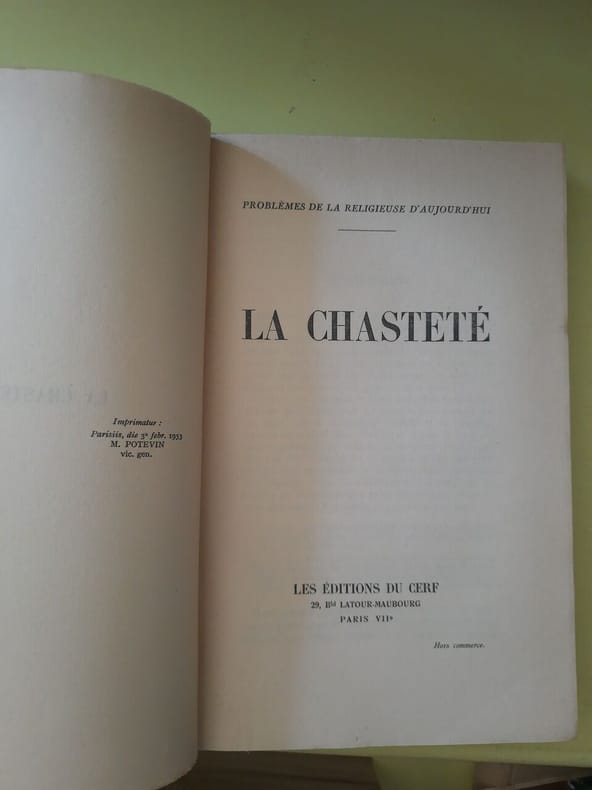 Imprimatur :
Parisiis, die 3ª febr. 1953
M. POTEVIN
vic. gen.
PROBLÈMES DE LA RELIGIEUSE D'AUJOURD'HUI
LA CHASTETÉ
LES ÉDITIONS DU CERF
29, Bld LATOUR-MAUBOURG
PARIS VIIe
Hors commerce.